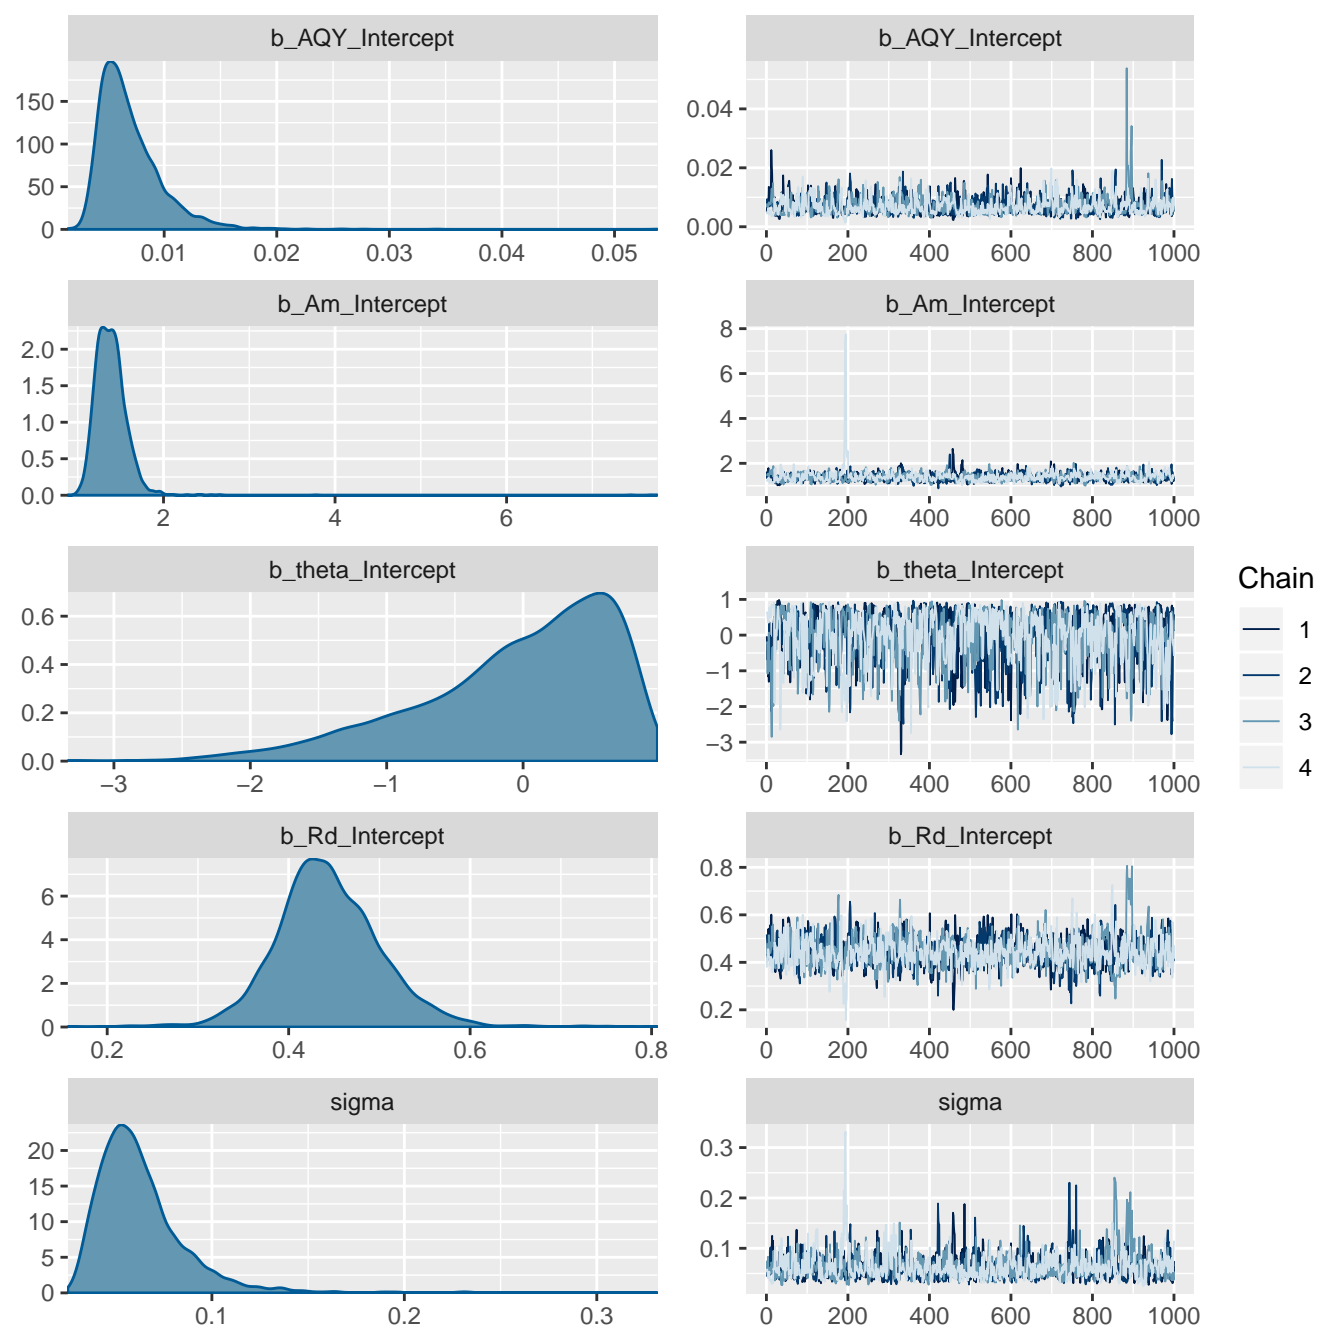 b_AQY_Intercept
b_AQY_Intercept
150
100
50
0
0.01 0.02 0.03 0.04 0.05
0.04
0.02
0.00
0 200 400 600 800 1000
b_Am_Intercept
b_Am_Intercept
2.0
1.5
1.0
0.5
0.0
2 4 6
8
6
4
2
0 200 400 600 800 1000
b_theta_Intercept
b_theta_Intercept
0.6
0.4
0.2
0.0
−3 −2 −1 0
1
0
−1
−2
−3
0 200 400 600 800 1000
b_Rd_Intercept
b_Rd_Intercept
6
4
2
0
0.2 0.4 0.6 0.8
0.8
0.6
0.4
0.2
0 200 400 600 800 1000
sigma
sigma
20
15
10
5
0
0.1 0.2 0.3
0.3
0.2
0.1
0 200 400 600 800 1000
Chain
1
2
3
4